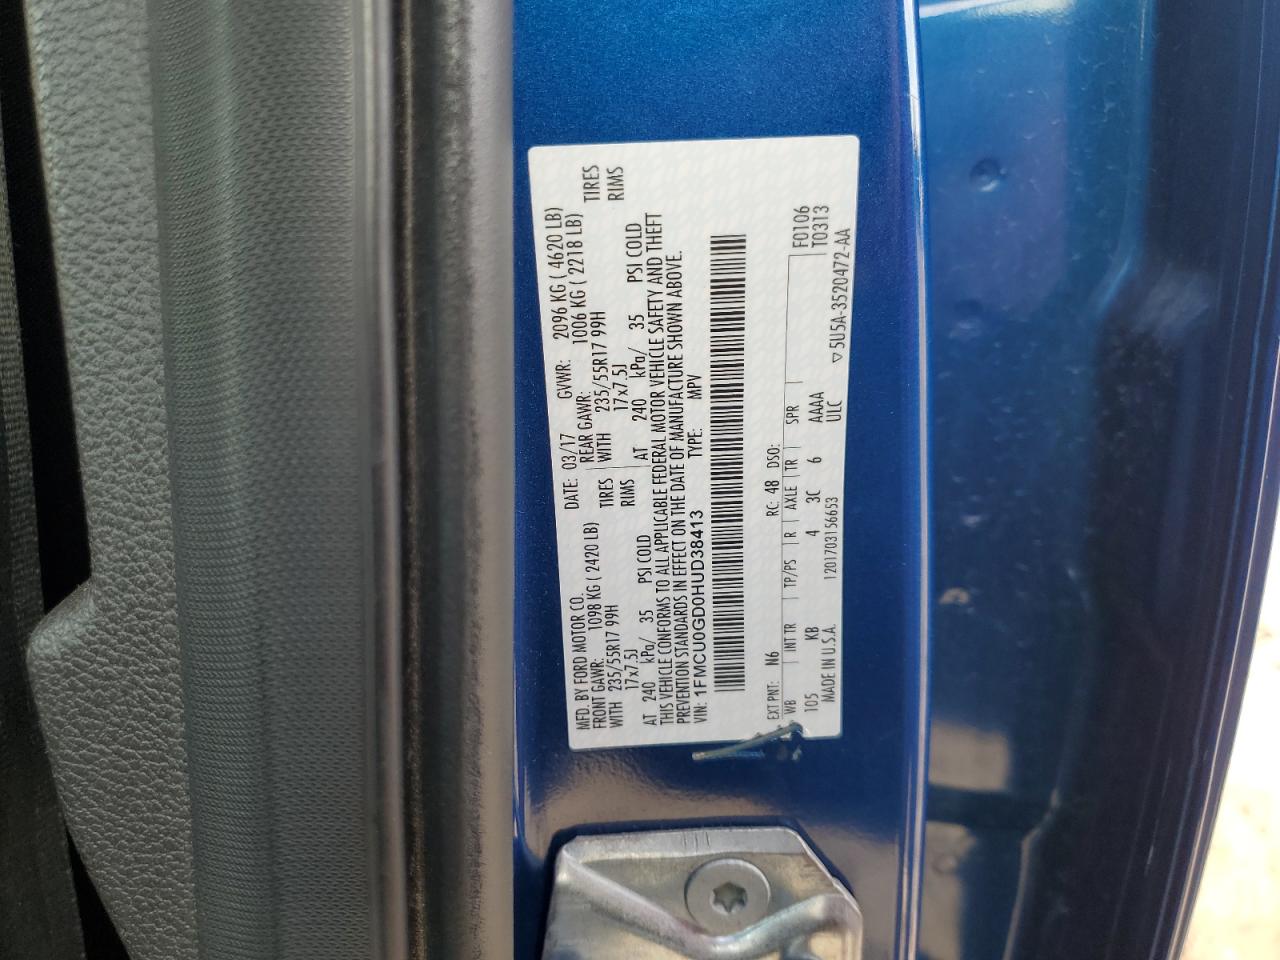 MFD. BY FORD MOTOR CO. DATE: 03/17 GVWR: 2096 KG ( 4620 LB)
FRONT GAWR: 1098 KG ( 2420 LB) REAR GAWR: 1006 KG ( 2218 LB)
WITH 235/55R17 99H TIRES WITH 235/55R17 99H TIRES
17x7.5J RIMS 17x7.5J RIMS
AT 240 kPa/ 35 PSI COLD AT 240 kPa/ 35 PSI COLD
THIS VEHICLE CONFORMS TO ALL APPLICABLE FEDERAL MOTOR VEHICLE SAFETY AND THEFT
PREVENTION STANDARDS IN EFFECT ON THE DATE OF MANUFACTURE SHOWN ABOVE.
VIN: 1FMCU0GD0HUD38413 TYPE: MPV
EXT PNT: N6 RC: 48 DSO:
WB INT TR TP/PS R AXLE TR SPR F0106
105 KB 4 3C 6 AAAA T0313
MADE IN U.S.A. 1201703156653 ULC ▽5U5A-3520472-AA